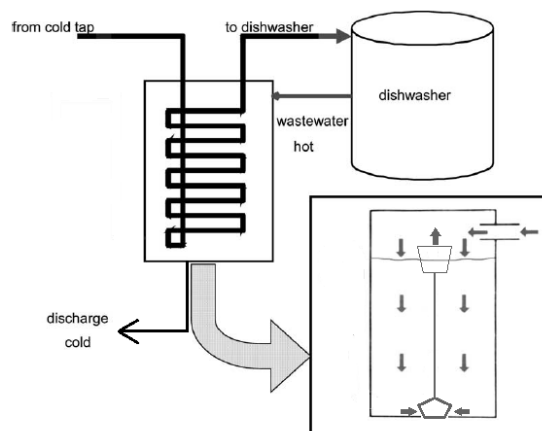 from cold tap
to dishwasher
dishwasher
wastewater
hot
discharge
cold